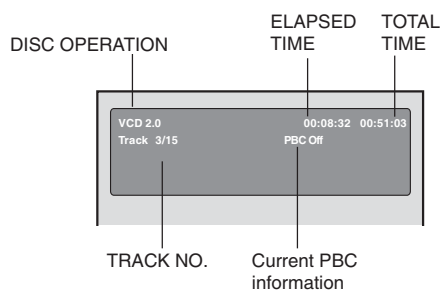 ELAPSED TIME
TOTAL TIME
DISC OPERATION
VCD 2.0 00:08:32 00:51:03
Track 3/15 PBC Off
TRACK NO.
Current PBC
information